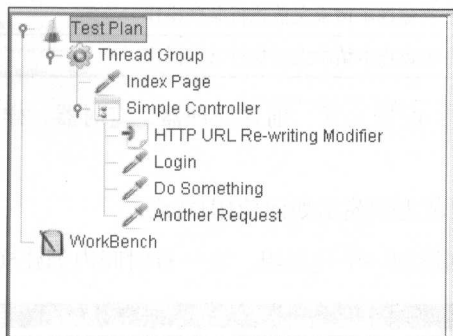 Test Plan
Thread Group
Index Page
Simple Controller
HTTP URL Re-writing Modifier
Login
Do Something
Another Request
WorkBench